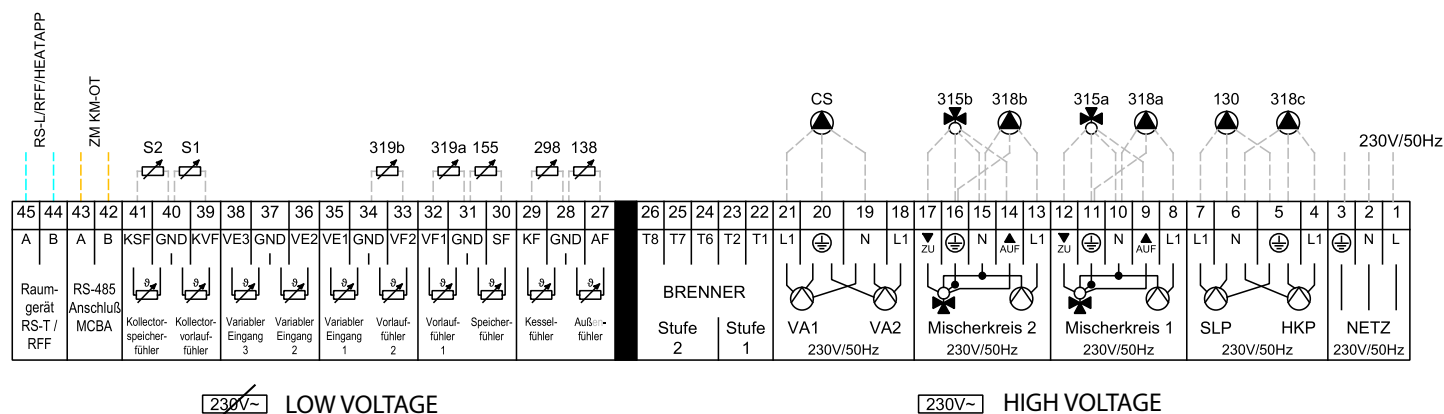 RS-L/RFF/HEATAPP
ZM KM-OT
S2 S1 319b 319a 155 298 138 CS 315b 318b 315a 318a 130 318c
230V/50Hz
45 44 43 42 41 40 39 38 37 36 35 34 33 32 31 30 29 28 27 26 25 24 23 22 21 20 19 18 17 16 15 14 13 12 11 10 9 8 7 6 5 4 3 2 1
A B A B KSF GND KVF VE3 GND VE2 VE1 GND VF2 VF1 GND SF KF GND AF T8 T7 T6 T2 T1 L1 N L1 ZU N AUF L1 ZU N AUF L1 L1 N L1 L N L
Raum-
gerät
RS-T /
RFF
RS-485
Anschluß
MCBA
Kollector-
speicher-
fühler
Kollector-
vorlauf-
fühler
Variabler
Eingang
3
Variabler
Eingang
2
Variabler
Eingang
1
Vorlauf-
fühler
2
Vorlauf-
fühler
1
Speicher-
fühler
Kessel-
fühler
Außen-
fühler
BRENNER
Stufe
2
Stufe
1
VA1 VA2
230V/50Hz
Mischerkreis 2
230V/50Hz
Mischerkreis 1
230V/50Hz
SLP HKP
230V/50Hz
NETZ
230V/50Hz
230V~ LOW VOLTAGE
230V~ HIGH VOLTAGE